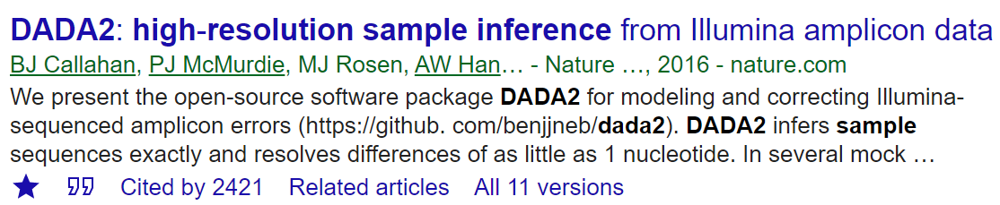 DADA2: high-resolution sample inference from Illumina amplicon data
BJ Callahan, PJ McMurdie, MJ Rosen, AW Han… - Nature …, 2016 - nature.com
We present the open-source software package DADA2 for modeling and correcting Illumina-
sequenced amplicon errors (https://github. com/benjjneb/dada2). DADA2 infers sample
sequences exactly and resolves differences of as little as 1 nucleotide. In several mock …
Cited by 2421 Related articles All 11 versions